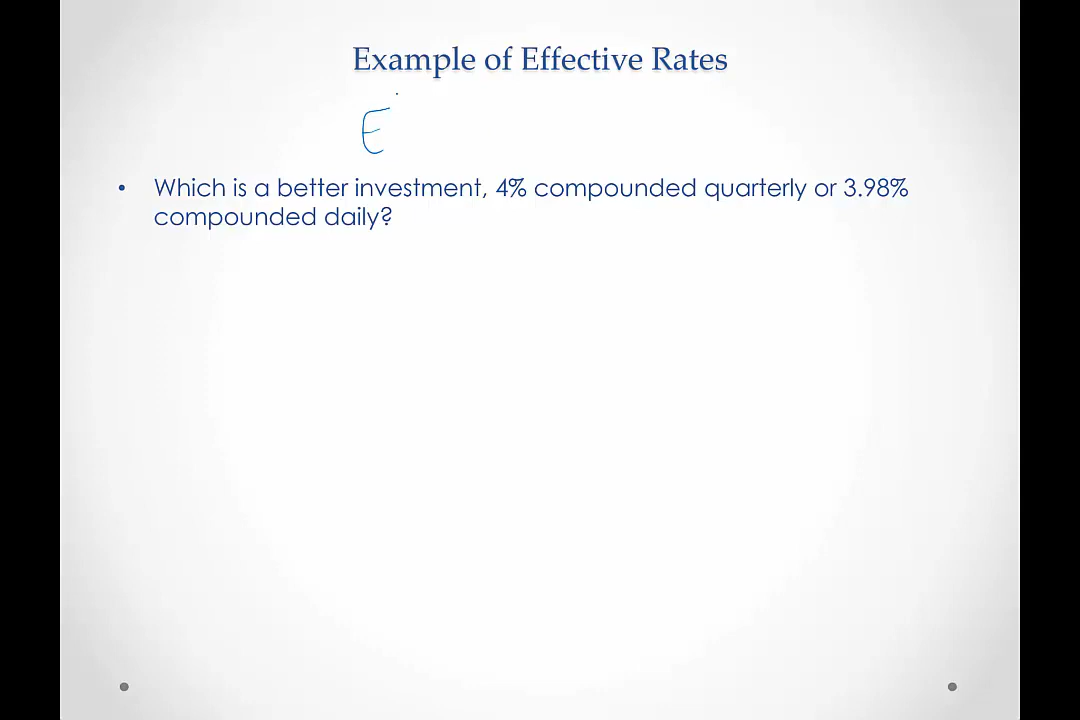 Example of Effective Rates
E
• Which is a better investment, 4% compounded quarterly or 3.98%
compounded daily?